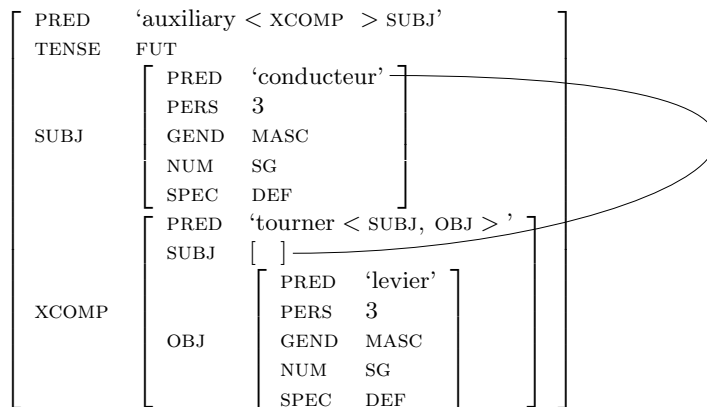 PRED ‘auxiliary < XCOMP > SUBJ’
TENSE FUT
PRED ‘conducteur’
PERS 3
SUBJ GEND MASC
NUM SG
SPEC DEF
PRED ‘tourner < SUBJ, OBJ > ’
SUBJ [ ]
PRED ‘levier’
XCOMP PERS 3
OBJ GEND MASC
NUM SG
SPEC DEF